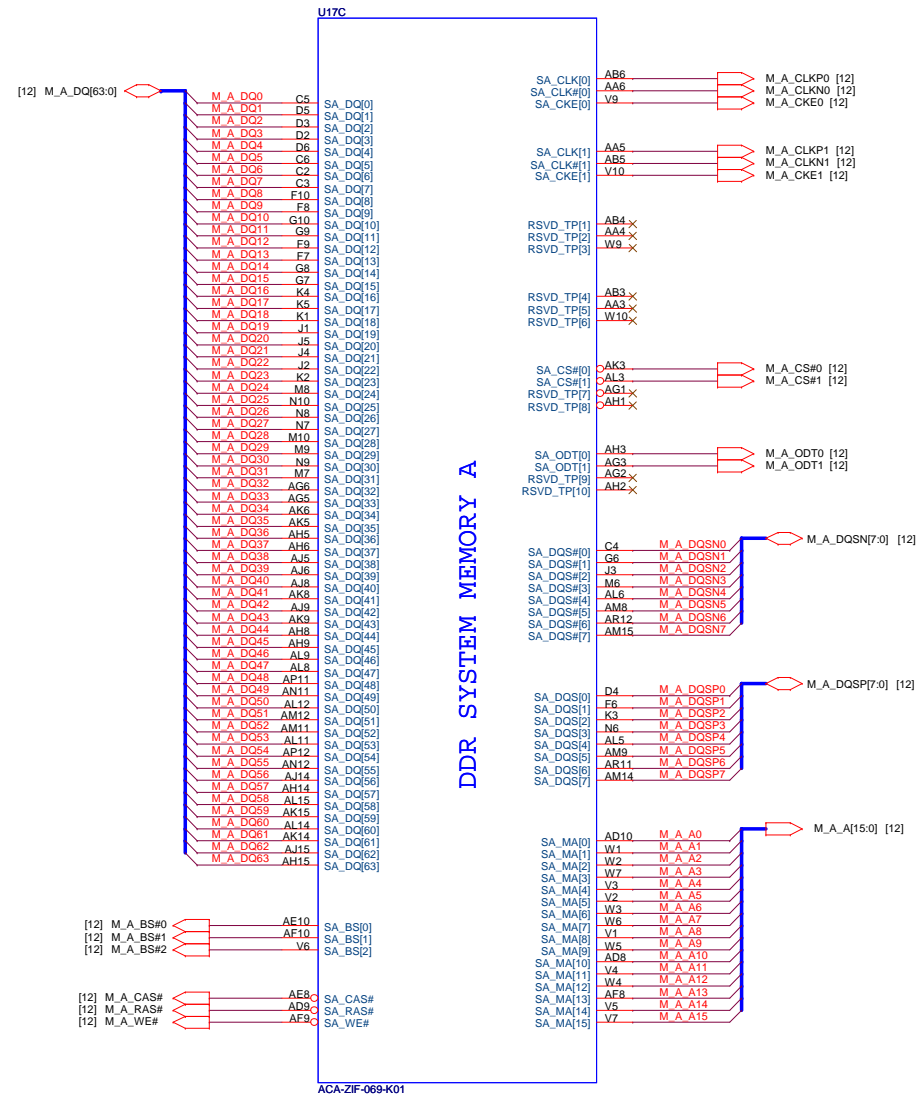 U17C
[12] M_A_DQ[63:0]
M_A_DQ0 C5 SA_DQ[0]
M_A_DQ1 D5 SA_DQ[1]
M_A_DQ2 D3 SA_DQ[2]
M_A_DQ3 D2 SA_DQ[3]
M_A_DQ4 D6 SA_DQ[4]
M_A_DQ5 C6 SA_DQ[5]
M_A_DQ6 C2 SA_DQ[6]
M_A_DQ7 C3 SA_DQ[7]
M_A_DQ8 F10 SA_DQ[8]
M_A_DQ9 F8 SA_DQ[9]
M_A_DQ10 G10 SA_DQ[10]
M_A_DQ11 G9 SA_DQ[11]
M_A_DQ12 F9 SA_DQ[12]
M_A_DQ13 F7 SA_DQ[13]
M_A_DQ14 G8 SA_DQ[14]
M_A_DQ15 G7 SA_DQ[15]
M_A_DQ16 K4 SA_DQ[16]
M_A_DQ17 K5 SA_DQ[17]
M_A_DQ18 K1 SA_DQ[18]
M_A_DQ19 J1 SA_DQ[19]
M_A_DQ20 J5 SA_DQ[20]
M_A_DQ21 J4 SA_DQ[21]
M_A_DQ22 J2 SA_DQ[22]
M_A_DQ23 K2 SA_DQ[23]
M_A_DQ24 M8 SA_DQ[24]
M_A_DQ25 N10 SA_DQ[25]
M_A_DQ26 N8 SA_DQ[26]
M_A_DQ27 N7 SA_DQ[27]
M_A_DQ28 M10 SA_DQ[28]
M_A_DQ29 M9 SA_DQ[29]
M_A_DQ30 N9 SA_DQ[30]
M_A_DQ31 M7 SA_DQ[31]
M_A_DQ32 AG6 SA_DQ[32]
M_A_DQ33 AG5 SA_DQ[33]
M_A_DQ34 AK6 SA_DQ[34]
M_A_DQ35 AK5 SA_DQ[35]
M_A_DQ36 AH5 SA_DQ[36]
M_A_DQ37 AH6 SA_DQ[37]
M_A_DQ38 AJ5 SA_DQ[38]
M_A_DQ39 AJ6 SA_DQ[39]
M_A_DQ40 AJ8 SA_DQ[40]
M_A_DQ41 AK8 SA_DQ[41]
M_A_DQ42 AJ9 SA_DQ[42]
M_A_DQ43 AK9 SA_DQ[43]
M_A_DQ44 AH8 SA_DQ[44]
M_A_DQ45 AH9 SA_DQ[45]
M_A_DQ46 AL9 SA_DQ[46]
M_A_DQ47 AL8 SA_DQ[47]
M_A_DQ48 AP11 SA_DQ[48]
M_A_DQ49 AN11 SA_DQ[49]
M_A_DQ50 AL12 SA_DQ[50]
M_A_DQ51 AM12 SA_DQ[51]
M_A_DQ52 AM11 SA_DQ[52]
M_A_DQ53 AL11 SA_DQ[53]
M_A_DQ54 AP12 SA_DQ[54]
M_A_DQ55 AN12 SA_DQ[55]
M_A_DQ56 AJ14 SA_DQ[56]
M_A_DQ57 AH14 SA_DQ[57]
M_A_DQ58 AL15 SA_DQ[58]
M_A_DQ59 AK15 SA_DQ[59]
M_A_DQ60 AL14 SA_DQ[60]
M_A_DQ61 AK14 SA_DQ[61]
M_A_DQ62 AJ15 SA_DQ[62]
M_A_DQ63 AH15 SA_DQ[63]
[12] M_A_BS#0 AE10 SA_BS[0]
[12] M_A_BS#1 AF10 SA_BS[1]
[12] M_A_BS#2 V6 SA_BS[2]
[12] M_A_CAS# AE8 SA_CAS#
[12] M_A_RAS# AD9 SA_RAS#
[12] M_A_WE# AF9 SA_WE#
DDR SYSTEM MEMORY A
SA_CLK[0] AB6 M_A_CLKP0 [12]
SA_CLK#[0] AA6 M_A_CLKN0 [12]
SA_CKE[0] V9 M_A_CKE0 [12]
SA_CLK[1] AA5 M_A_CLKP1 [12]
SA_CLK#[1] AB5 M_A_CLKN1 [12]
SA_CKE[1] V10 M_A_CKE1 [12]
RSVD_TP[1] AB4
RSVD_TP[2] AA4
RSVD_TP[3] W9
RSVD_TP[4] AB3
RSVD_TP[5] AA3
RSVD_TP[6] W10
SA_CS#[0] AK3 M_A_CS#0 [12]
SA_CS#[1] AL3 M_A_CS#1 [12]
RSVD_TP[7] AG1
RSVD_TP[8] AH1
SA_ODT[0] AH3 M_A_ODT0 [12]
SA_ODT[1] AG3 M_A_ODT1 [12]
RSVD_TP[9] AG2
RSVD_TP[10] AH2
M_A_DQSN[7:0] [12]
SA_DQS#[0] C4 M_A_DQSN0
SA_DQS#[1] G6 M_A_DQSN1
SA_DQS#[2] J3 M_A_DQSN2
SA_DQS#[3] M6 M_A_DQSN3
SA_DQS#[4] AL6 M_A_DQSN4
SA_DQS#[5] AM8 M_A_DQSN5
SA_DQS#[6] AR12 M_A_DQSN6
SA_DQS#[7] AM15 M_A_DQSN7
M_A_DQSP[7:0] [12]
SA_DQS[0] D4 M_A_DQSP0
SA_DQS[1] F6 M_A_DQSP1
SA_DQS[2] K3 M_A_DQSP2
SA_DQS[3] N6 M_A_DQSP3
SA_DQS[4] AL5 M_A_DQSP4
SA_DQS[5] AM9 M_A_DQSP5
SA_DQS[6] AR11 M_A_DQSP6
SA_DQS[7] AM14 M_A_DQSP7
M_A_A[15:0] [12]
SA_MA[0] AD10 M_A_A0
SA_MA[1] W1 M_A_A1
SA_MA[2] W2 M_A_A2
SA_MA[3] W7 M_A_A3
SA_MA[4] V3 M_A_A4
SA_MA[5] V2 M_A_A5
SA_MA[6] W3 M_A_A6
SA_MA[7] W6 M_A_A7
SA_MA[8] V1 M_A_A8
SA_MA[9] W5 M_A_A9
SA_MA[10] AD8 M_A_A10
SA_MA[11] V4 M_A_A11
SA_MA[12] W4 M_A_A12
SA_MA[13] AF8 M_A_A13
SA_MA[14] V5 M_A_A14
SA_MA[15] V7 M_A_A15
ACA-ZIF-069-K01